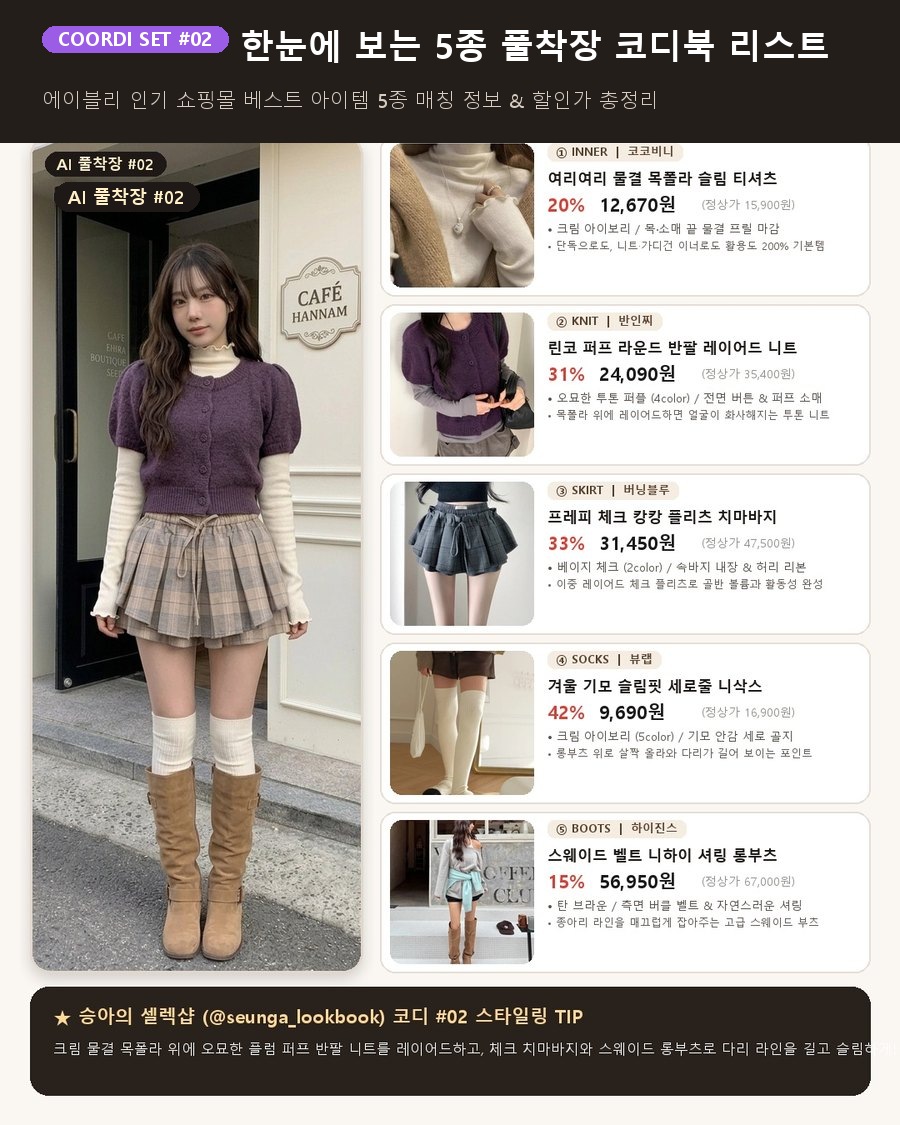 COORDI SET #02
한눈에 보는 5종 풀착장 코디북 리스트
에이블리 인기 쇼핑몰 베스트 아이템 5종 매칭 정보 & 할인가 총정리
AI 풀착장 #02
AI 풀착장 #02
CAFÉ
HANNAM
CAFE
BOUTIQUE
① INNER | 코코비니
여리여리 물결 목폴라 슬림 티셔츠
20% 12,670원 (정상가 15,900원)
• 크림 아이보리 / 목·소매 끝 물결 프릴 마감
• 단독으로도, 니트·가디건 이너로도 활용도 200% 기본템
② KNIT | 반인찌
린코 퍼프 라운드 반팔 레이어드 니트
31% 24,090원 (정상가 35,400원)
• 오묘한 투톤 퍼플 (4color) / 전면 버튼 & 퍼프 소매
• 목폴라 위에 레이어드하면 얼굴이 화사해지는 투톤 니트
③ SKIRT | 버닝블루
프레피 체크 캉캉 플리츠 치마바지
33% 31,450원 (정상가 47,500원)
• 베이지 체크 (2color) / 속바지 내장 & 허리 리본
• 이중 레이어드 체크 플리츠로 골반 볼륨과 활동성 완성
④ SOCKS | 뷰랩
겨울 기모 슬림핏 세로줄 니삭스
42% 9,690원 (정상가 16,900원)
• 크림 아이보리 (5color) / 기모 안감 세로 골지
• 롱부츠 위로 살짝 올라와 다리가 길어 보이는 포인트
OFFE
CLU
⑤ BOOTS | 하이진스
스웨이드 벨트 니하이 셔링 롱부츠
15% 56,950원 (정상가 67,000원)
• 탄 브라운 / 측면 버클 벨트 & 자연스러운 셔링
• 종아리 라인을 매끄럽게 잡아주는 고급 스웨이드 부츠
★ 승아의 셀렉샵 (@seunga_lookbook) 코디 #02 스타일링 TIP
크림 물결 목폴라 위에 오묘한 플럼 퍼프 반팔 니트를 레이어드하고, 체크 치마바지와 스웨이드 롱부츠로 다리 라인을 길고 슬림하게